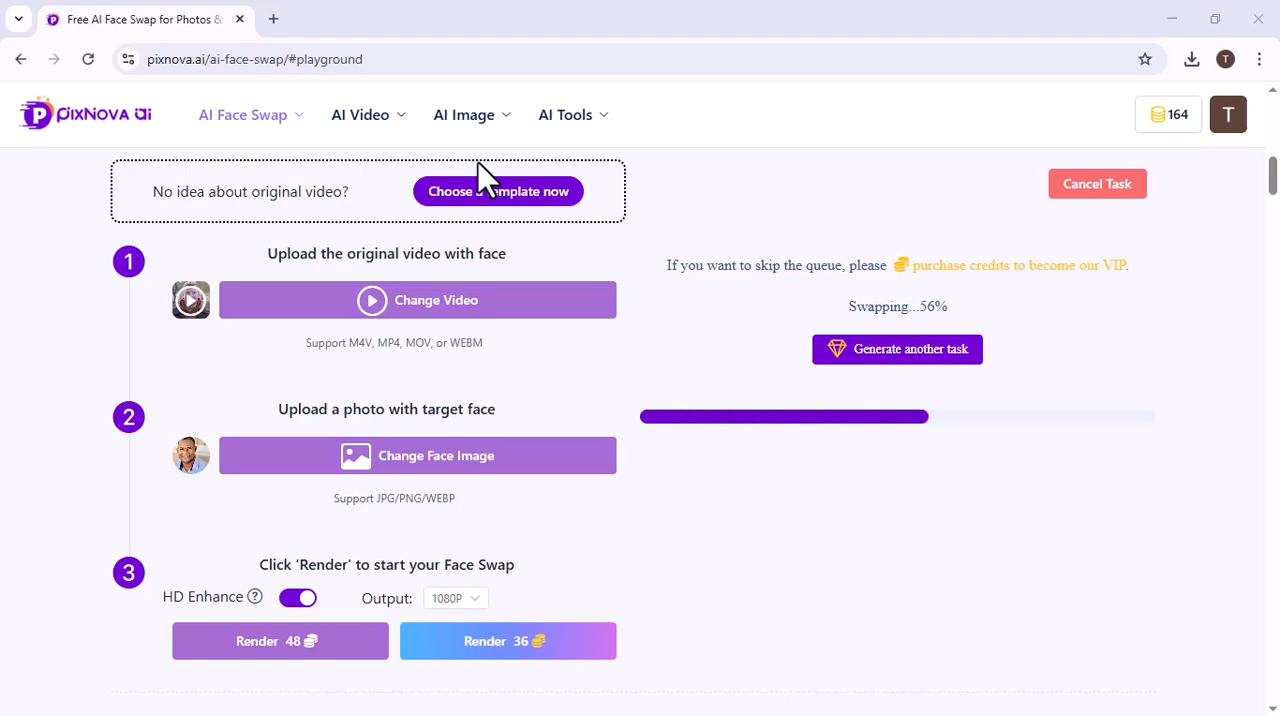 Free AI Face Swap for Photos &
pixnova.ai/ai-face-swap/#playground
T
PixNova ai
AI Face Swap
AI Video
AI Image
AI Tools
164
T
No idea about original video?
Choose template now
Cancel Task
1
Upload the original video with face
Change Video
Support M4V, MP4, MOV, or WEBM
If you want to skip the queue, please purchase credits to become our VIP.
Swapping...56%
Generate another task
2
Upload a photo with target face
Change Face Image
Support JPG/PNG/WEBP
3
Click 'Render' to start your Face Swap
HD Enhance ?
Output: 1080P
Render 48
Render 36